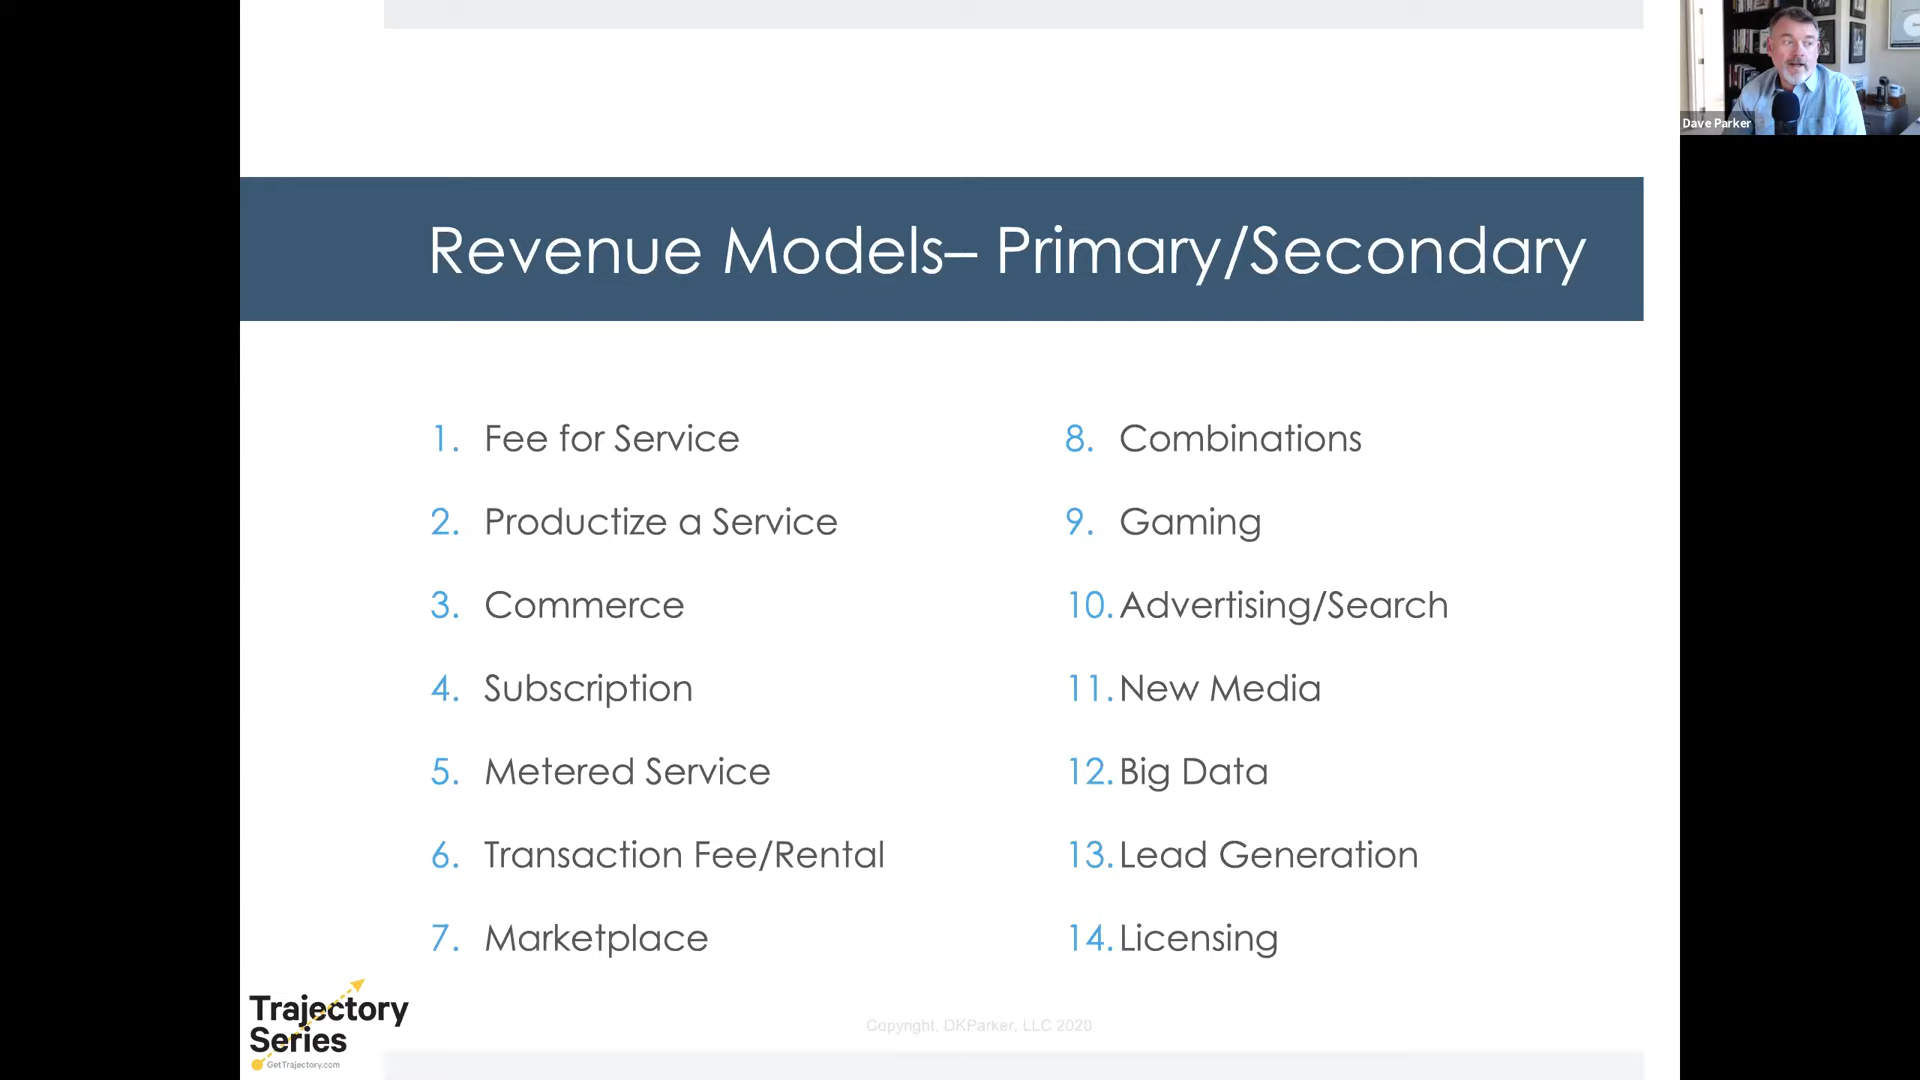 Dave Parker
Revenue Models– Primary/Secondary
1. Fee for Service
2. Productize a Service
3. Commerce
4. Subscription
5. Metered Service
6. Transaction Fee/Rental
7. Marketplace
8. Combinations
9. Gaming
10. Advertising/Search
11. New Media
12. Big Data
13. Lead Generation
14. Licensing
Trajectory
Series
GetTrajectory.com
Copyright, DKParker, LLC 2020